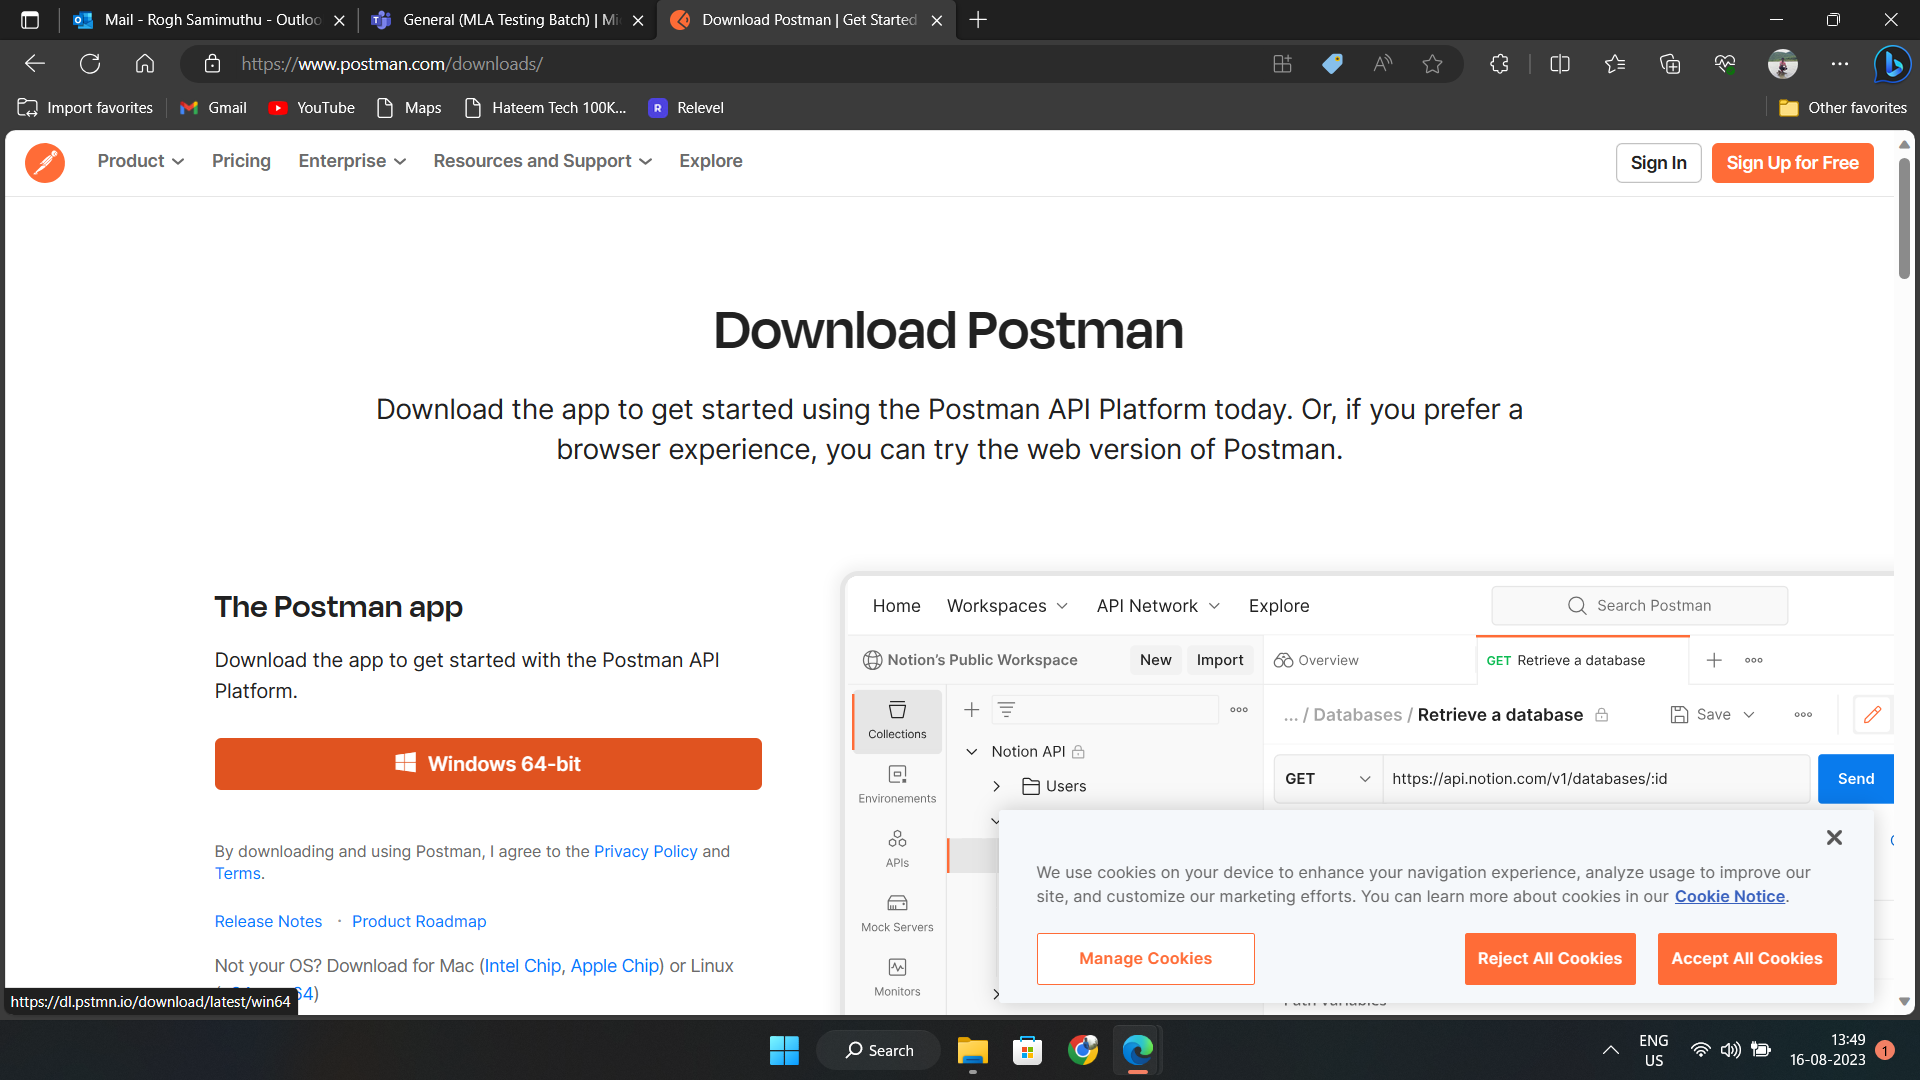 Mail - Rogh Samimuthu - Outloo
General (MLA Testing Batch) | Mi
Download Postman | Get Started
https://www.postman.com/downloads/
Import favorites
Gmail
YouTube
Maps
Hateem Tech 100K...
Relevel
Other favorites
Product
Pricing
Enterprise
Resources and Support
Explore
Sign In
Sign Up for Free
Download Postman
Download the app to get started using the Postman API Platform today. Or, if you prefer a
browser experience, you can try the web version of Postman.
The Postman app
Download the app to get started with the Postman API
Platform.
Windows 64-bit
By downloading and using Postman, I agree to the Privacy Policy and
Terms.
Release Notes · Product Roadmap
Not your OS? Download for Mac (Intel Chip, Apple Chip) or Linux
64)
https://dl.pstmn.io/download/latest/win64
Home
Workspaces
API Network
Explore
Search Postman
Notion's Public Workspace
New
Import
Overview
GET Retrieve a database
Collections
... / Databases / Retrieve a database
Save
Notion API
Users
GET
https://api.notion.com/v1/databases/:id
Send
Environements
APIs
Mock Servers
Monitors
We use cookies on your device to enhance your navigation experience, analyze usage to improve our
site, and customize our marketing efforts. You can learn more about cookies in our Cookie Notice.
Manage Cookies
Reject All Cookies
Accept All Cookies
Search
ENG
US
13:49
16-08-2023
1